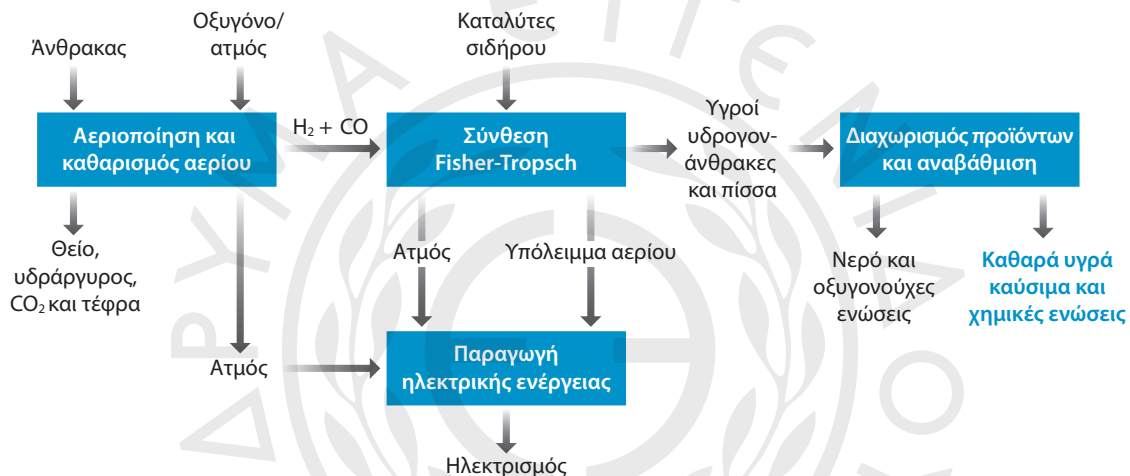 Άνθρακας
Οξυγόνο/
ατμός
Καταλύτες
σιδήρου
Αεριοποίηση και
καθαρισμός αερίου
H₂ + CO
Σύνθεση
Fisher-Tropsch
Υγροί
υδρογον-
άνθρακες
και πίσσα
Διαχωρισμός προϊόντων
και αναβάθμιση
Θείο,
υδράργυρος,
CO₂ και τέφρα
Ατμός
Υπόλειμμα αερίου
Νερό και
οξυγονούχες
ενώσεις
Καθαρά υγρά
καύσιμα και
χημικές ενώσεις
Ατμός
Παραγωγή
ηλεκτρικής ενέργειας
Ηλεκτρισμός